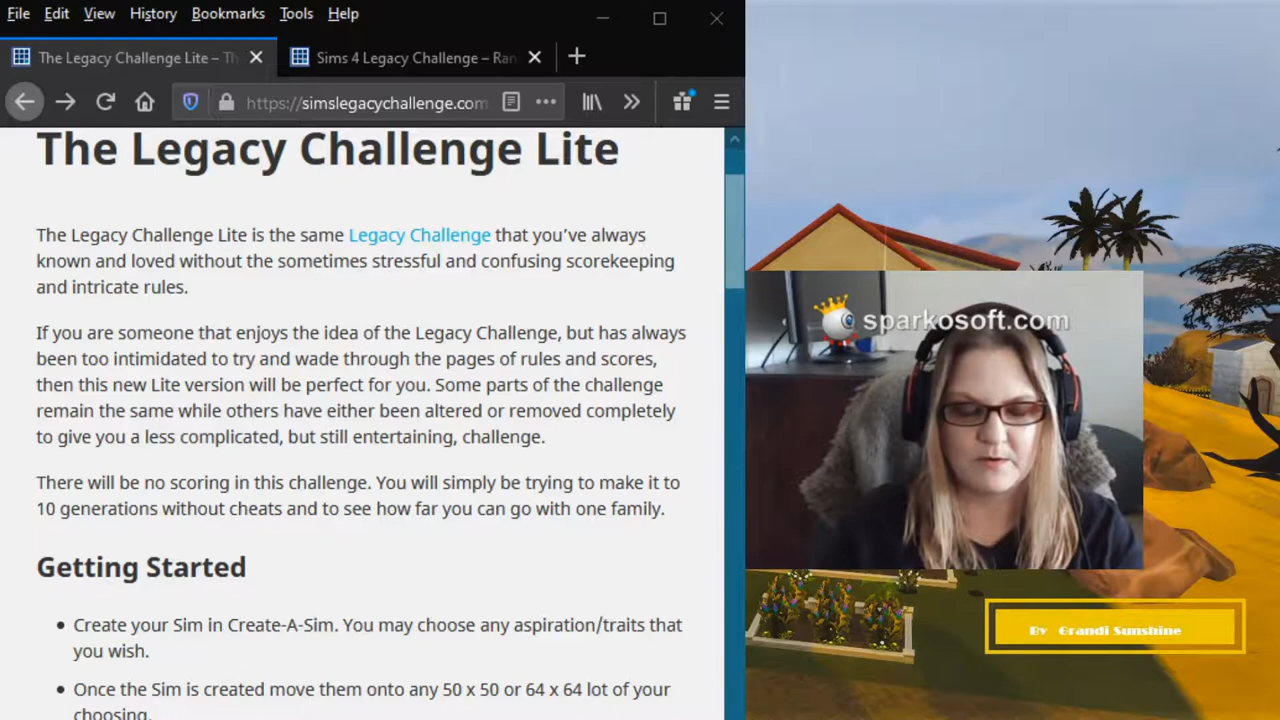 File Edit View History Bookmarks Tools Help
The Legacy Challenge Lite – Th
Sims 4 Legacy Challenge – Ran
https://simslegacychallenge.com
The Legacy Challenge Lite
The Legacy Challenge Lite is the same Legacy Challenge that you’ve always
known and loved without the sometimes stressful and confusing scorekeeping
and intricate rules.
If you are someone that enjoys the idea of the Legacy Challenge, but has always
been too intimidated to try and wade through the pages of rules and scores,
then this new Lite version will be perfect for you. Some parts of the challenge
remain the same while others have either been altered or removed completely
to give you a less complicated, but still entertaining, challenge.
There will be no scoring in this challenge. You will simply be trying to make it to
10 generations without cheats and to see how far you can go with one family.
Getting Started
• Create your Sim in Create-A-Sim. You may choose any aspiration/traits that
you wish.
• Once the Sim is created move them onto any 50 x 50 or 64 x 64 lot of your
choosing.
sparkosoft.com
By Grandi Sunshine